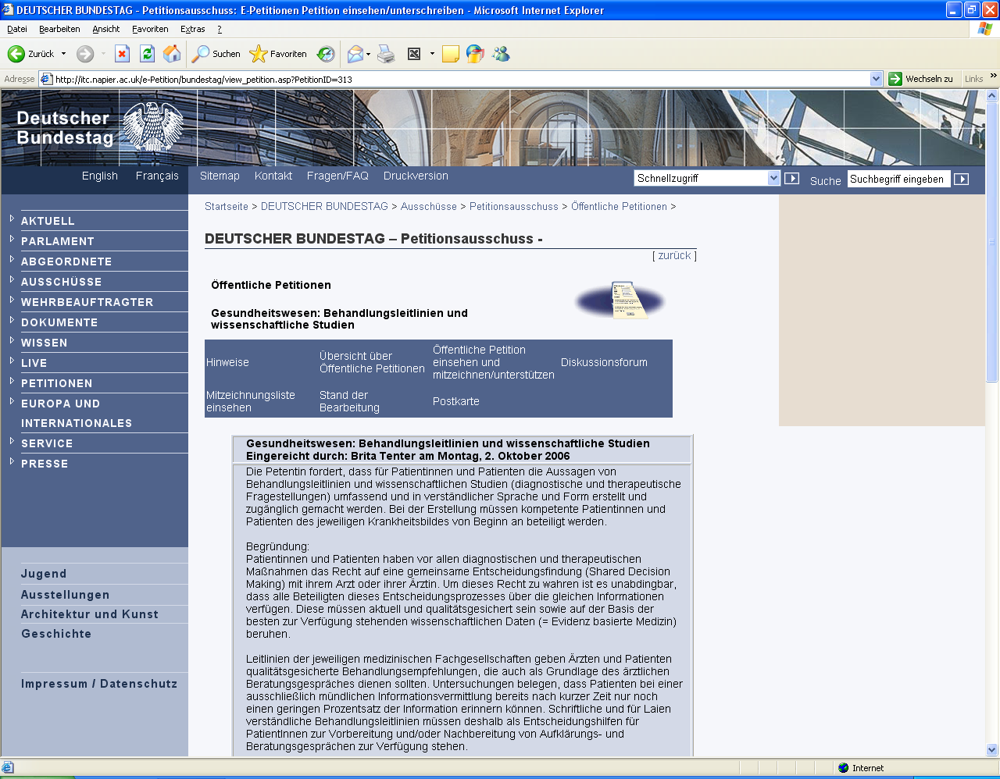 DEUTSCHER BUNDESTAG - Petitionsausschuss: E-Petitionen Petition einsehen/unterschreiben - Microsoft Internet Explorer
Datei Bearbeiten Ansicht Favoriten Extras ?
Zurück Suchen Favoriten
Adresse http://itc.napier.ac.uk/e-Petition/bundestag/view_petition.asp?PetitionID=313 Wechseln zu Links »
Deutscher
Bundestag
English Français Sitemap Kontakt Fragen/FAQ Druckversion Schnellzugriff Suche Suchbegriff eingeben
Startseite > DEUTSCHER BUNDESTAG > Ausschüsse > Petitionsausschuss > Öffentliche Petitionen >
AKTUELL
PARLAMENT
ABGEORDNETE
AUSSCHÜSSE
WEHRBEAUFTRAGTER
DOKUMENTE
WISSEN
LIVE
PETITIONEN
EUROPA UND
INTERNATIONALES
SERVICE
PRESSE
Jugend
Ausstellungen
Architektur und Kunst
Geschichte
Impressum / Datenschutz
DEUTSCHER BUNDESTAG – Petitionsausschuss -
[ zurück ]
Öffentliche Petitionen
Gesundheitswesen: Behandlungsleitlinien und
wissenschaftliche Studien
Hinweise
Übersicht über
Öffentliche Petitionen
Öffentliche Petition
einsehen und
mitzeichnen/unterstützen
Diskussionsforum
Mitzeichnungsliste
einsehen
Stand der
Bearbeitung
Postkarte
Gesundheitswesen: Behandlungsleitlinien und wissenschaftliche Studien
Eingereicht durch: Brita Tenter am Montag, 2. Oktober 2006
Die Petentin fordert, dass für Patientinnen und Patienten die Aussagen von
Behandlungsleitlinien und wissenschaftlichen Studien (diagnostische und therapeutische
Fragestellungen) umfassend und in verständlicher Sprache und Form erstellt und
zugänglich gemacht werden. Bei der Erstellung müssen kompetente Patientinnen und
Patienten des jeweiligen Krankheitsbildes von Beginn an beteiligt werden.
Begründung:
Patientinnen und Patienten haben vor allen diagnostischen und therapeutischen
Maßnahmen das Recht auf eine gemeinsame Entscheidungsfindung (Shared Decision
Making) mit ihrem Arzt oder ihrer Ärztin. Um dieses Recht zu wahren ist es unabdingbar,
dass alle Beteiligten dieses Entscheidungsprozesses über die gleichen Informationen
verfügen. Diese müssen aktuell und qualitätsgesichert sein sowie auf der Basis der
besten zur Verfügung stehenden wissenschaftlichen Daten (= Evidenz basierte Medizin)
beruhen.
Leitlinien der jeweiligen medizinischen Fachgesellschaften geben Ärzten und Patienten
qualitätsgesicherte Behandlungsempfehlungen, die auch als Grundlage des ärztlichen
Beratungsgespräches dienen sollten. Untersuchungen belegen, dass Patienten bei einer
ausschließlich mündlichen Informationsvermittlung bereits nach kurzer Zeit nur noch
einen geringen Prozentsatz der Information erinnern können. Schriftliche und für Laien
verständliche Behandlungsleitlinien müssen deshalb als Entscheidungshilfen für
PatientInnen zur Vorbereitung und/oder Nachbereitung von Aufklärungs- und
Beratungsgesprächen zur Verfügung stehen.
Internet